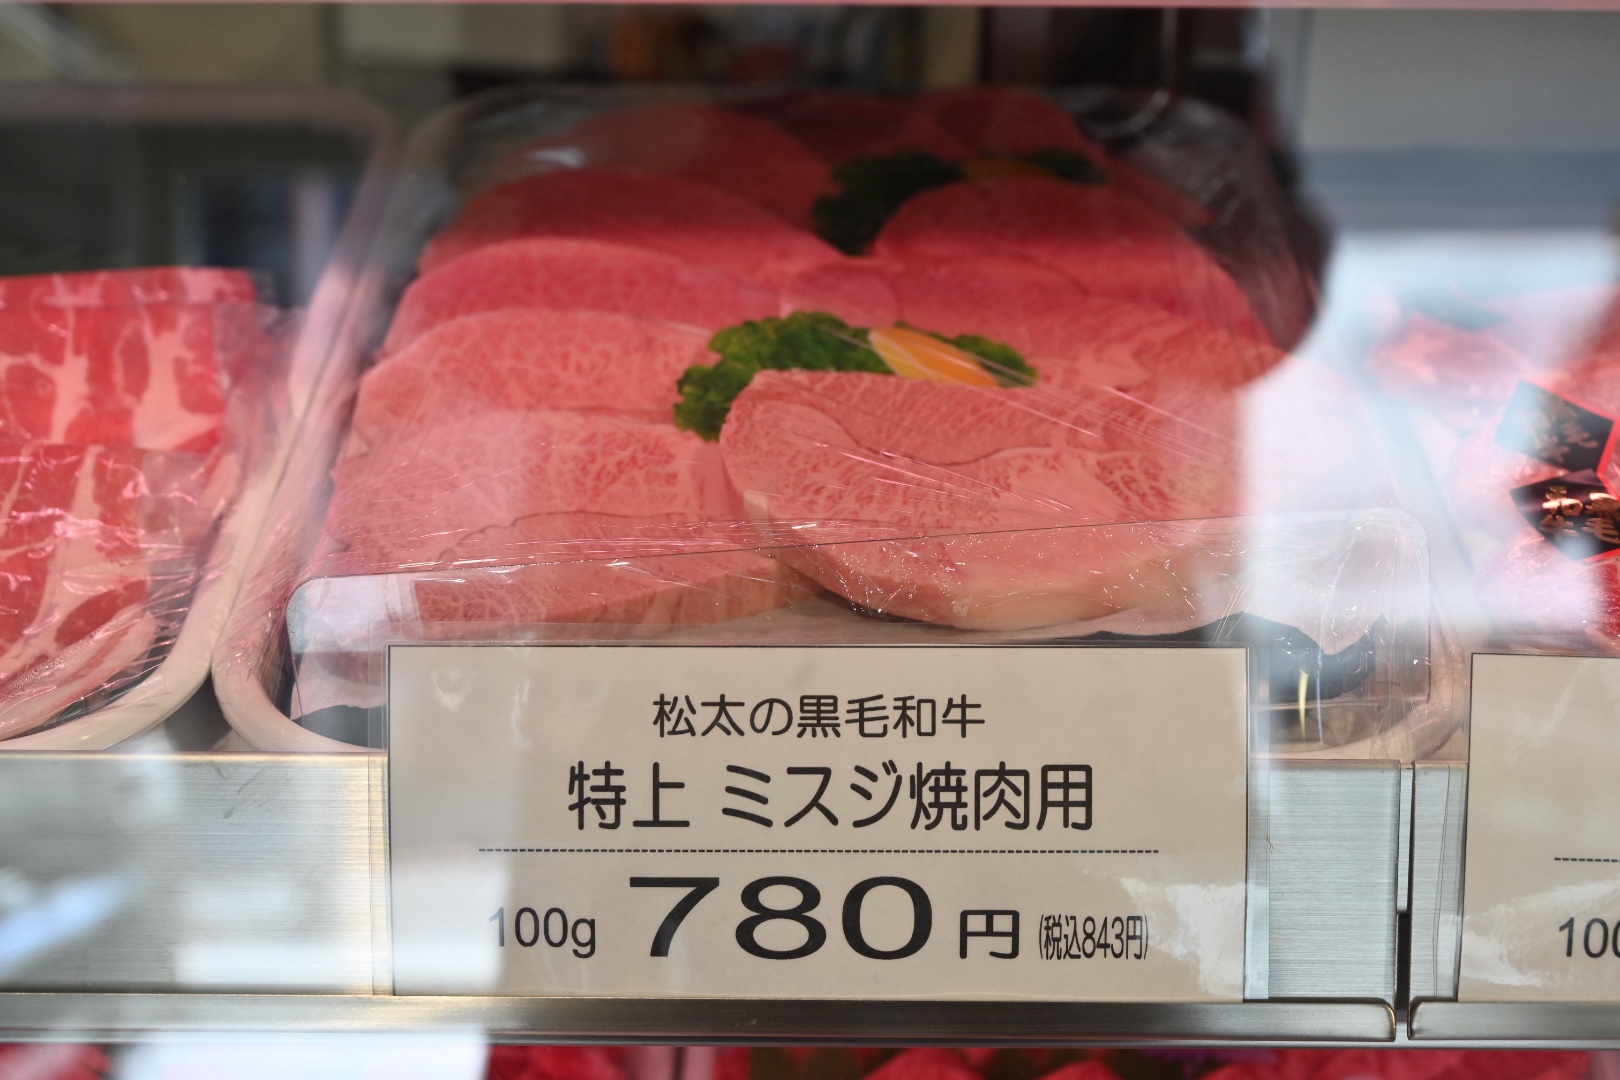 松太の黒毛和牛
特上 ミスジ焼肉用
100g 780円 (税込843円)
100